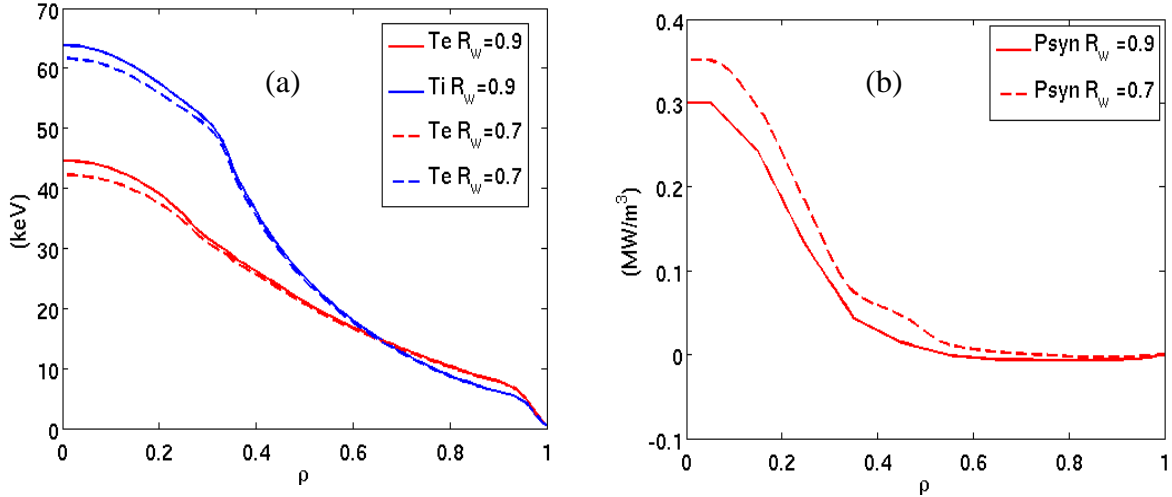 70
60
50
40
30
20
10
0
(keV)
0 0.2 0.4 0.6 0.8 1
ρ
(a)
Te R_W=0.9
Ti R_W=0.9
Te R_W=0.7
Te R_W=0.7
0.4
0.3
0.2
0.1
0
-0.1
(MW/m³)
0 0.2 0.4 0.6 0.8 1
ρ
(b)
Psyn R_W=0.9
Psyn R_W=0.7